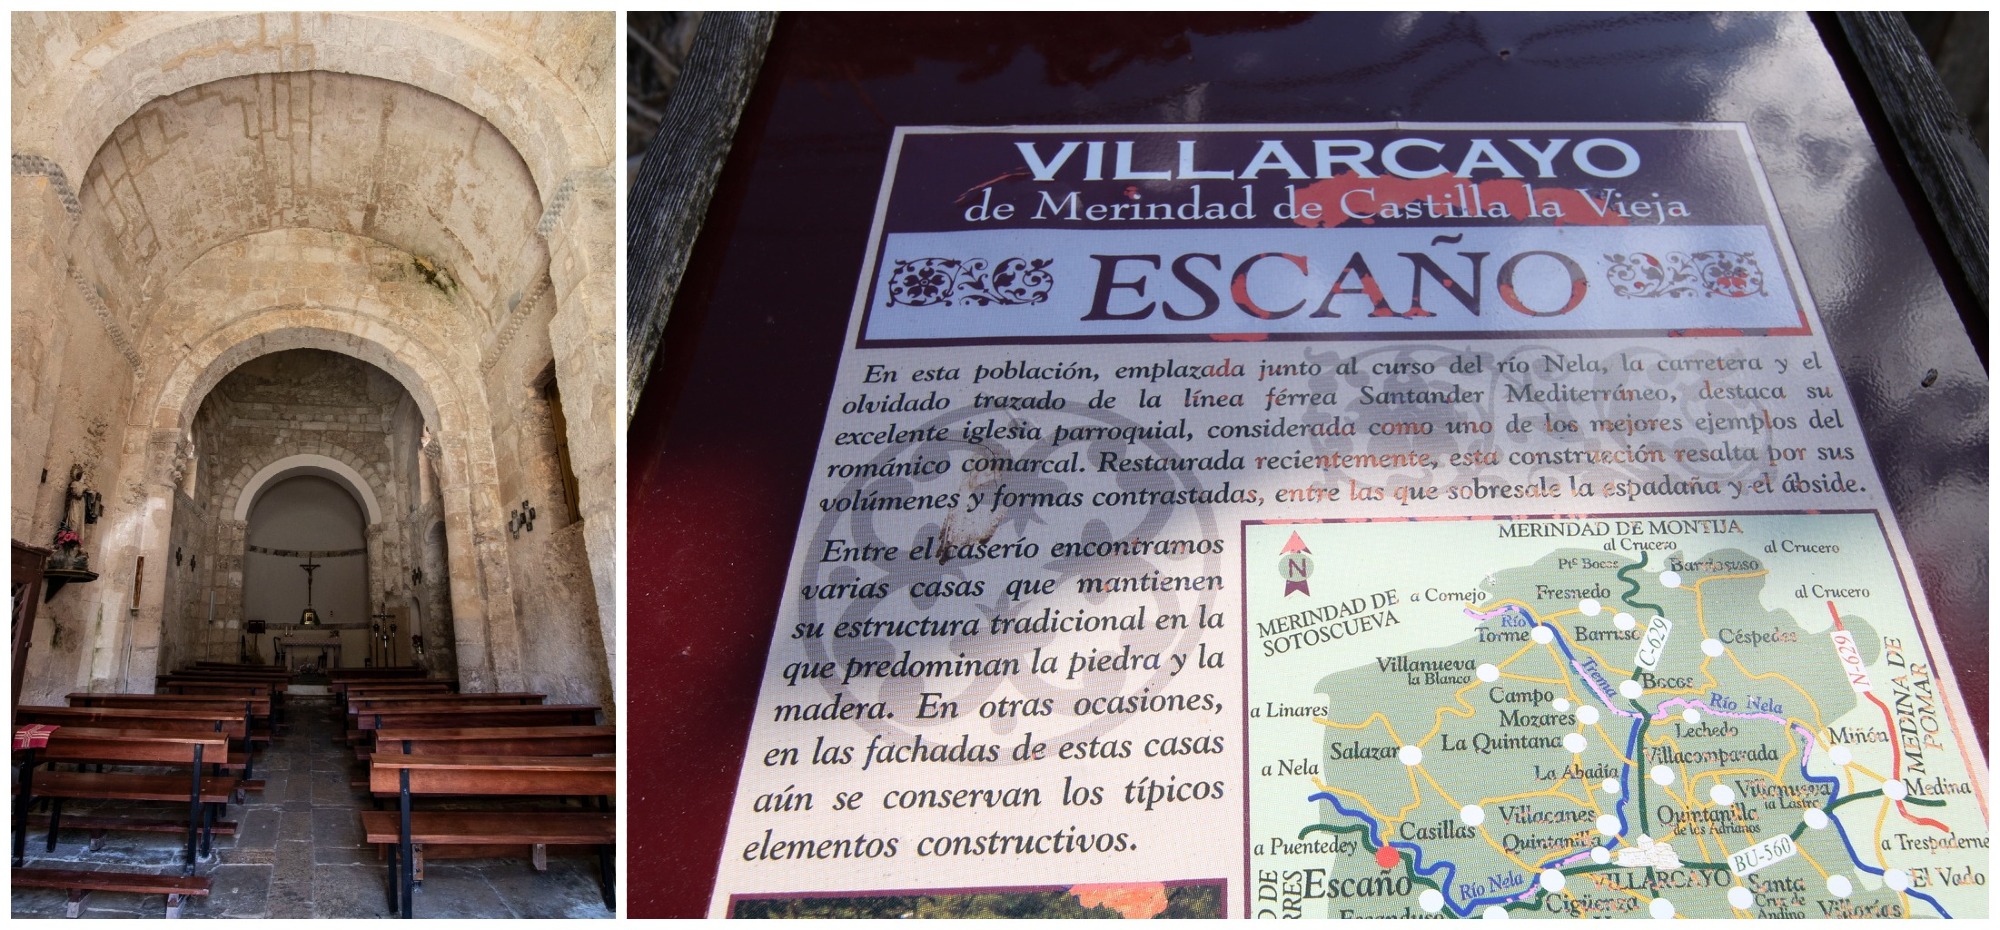 VILLARCAYO
de Merindad de Castilla la Vieja
ESCAÑO
En esta población, emplazada junto al curso del río Nela, la carretera y el
olvidado trazado de la línea férrea Santander Mediterráneo, destaca su
excelente iglesia parroquial, considerada como uno de los mejores ejemplos del
románico comarcal. Restaurada recientemente, esta construcción resalta por sus
volúmenes y formas contrastadas, entre las que sobresale la espadaña y el ábside.
Entre el caserío encontramos
varias casas que mantienen
su estructura tradicional en la
que predominan la piedra y la
madera. En otras ocasiones,
en las fachadas de estas casas
aún se conservan los típicos
elementos constructivos.
MERINDAD DE MONTIJA
al Crucero
al Crucero
Pto Bocos
Barruso
N
a Cornejo
Fresnedo
al Crucero
MERINDAD DE
SOTOSCUEVA
Río
Torme
C-629
Céspedes
N-629
Villanueva
la Blanca
Trema
Bocos
MEDINA DE
POMAR
Campo
Río Nela
a Linares
Mozares
Lechedo
Salazar
La Quintana
Villacomparada
Miñón
a Nela
La Abadía
Villanueva
la Lastra
Medina
Villacanes
Quintanilla
de los Adrianos
Casillas
Quintanilla
BU-560
a Trespaderne
a Puentedey
Escaño
Río Nela
VILLARCAYO
Santa
Cruz de
Andino
El Vado
Cigüenza
Villorias